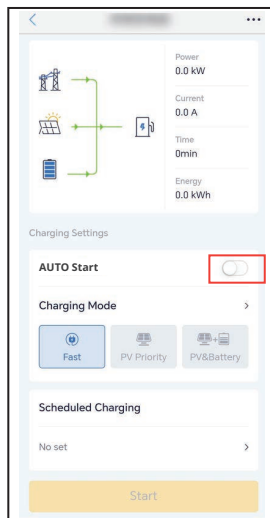 Power
0.0 kW
Current
0.0 A
Time
0min
Energy
0.0 kWh
Charging Settings
AUTO Start
Charging Mode
Fast
PV Priority
PV&Battery
Scheduled Charging
No set
Start